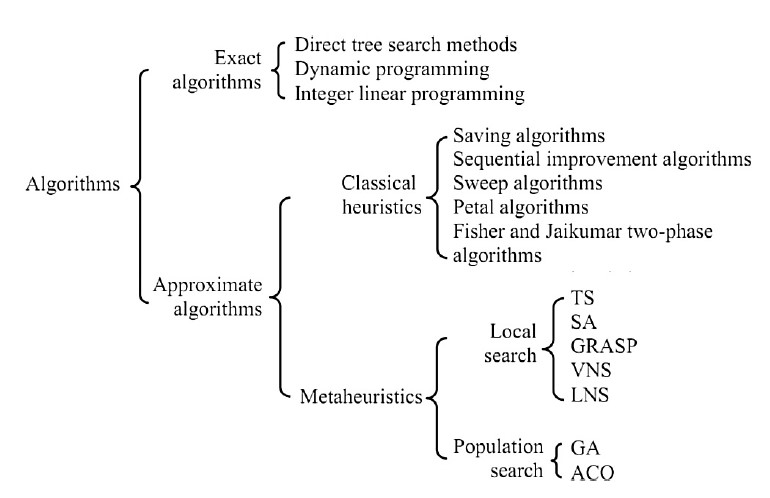 Exact
algorithms
Direct tree search methods
Dynamic programming
Integer linear programming
Algorithms
Classical
heuristics
Saving algorithms
Sequential improvement algorithms
Sweep algorithms
Petal algorithms
Fisher and Jaikumar two-phase
algorithms
Approximate
algorithms
Metaheuristics
Local
search
TS
SA
GRASP
VNS
LNS
Population
search
GA
ACO